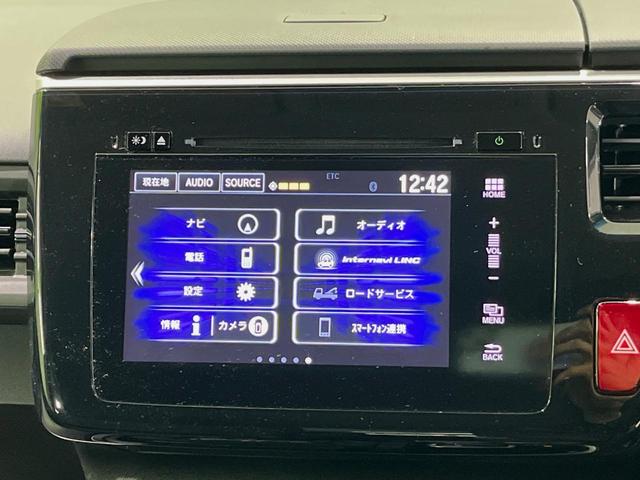 現在地 AUDIO SOURCE ETC 12:42
HOME
ナビ オーディオ
+
電話 internavi LINC
VOL
設定 ロードサービス
-
情報 カメラ スマートフォン連携
MENU
BACK